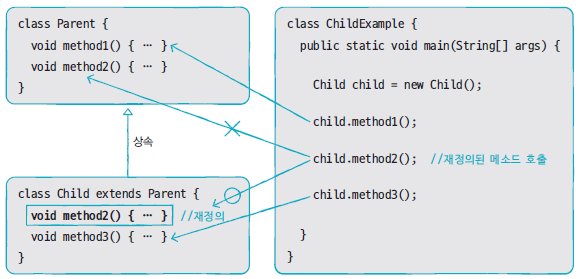 class Parent {
void method1() { … }
void method2() { … }
}
상속
class Child extends Parent {
void method2() { … } //재정의
void method3() { … }
}
class ChildExample {
public static void main(String[] args) {
Child child = new Child();
child.method1();
child.method2(); //재정의된 메소드 호출
child.method3();
}
}